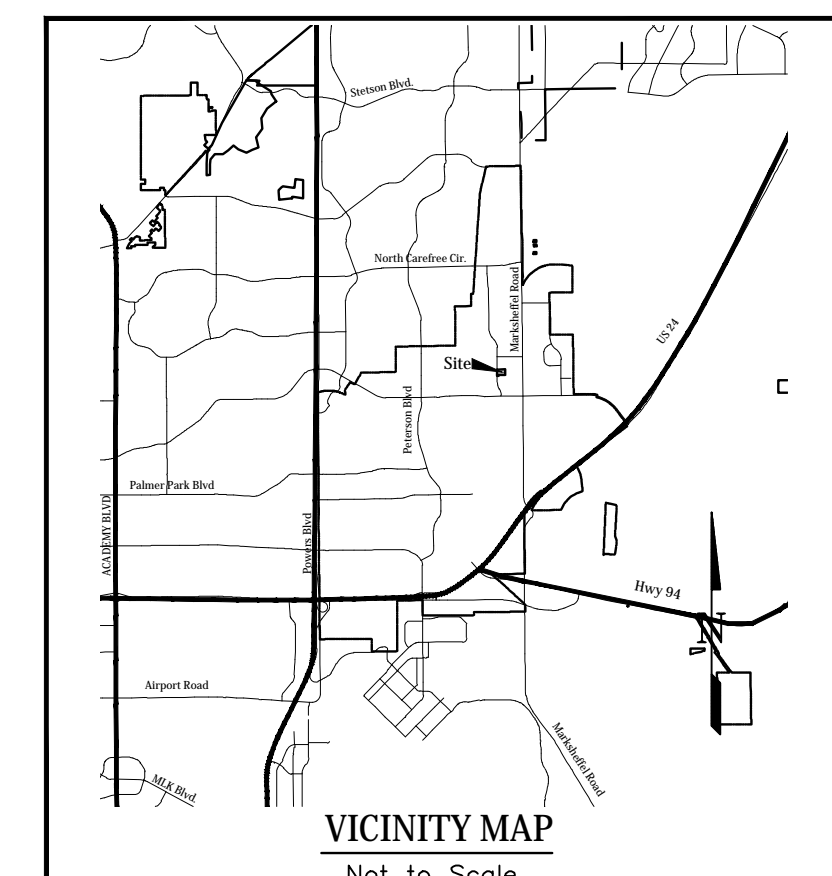 Stetson Blvd.
North Carefree Cir.
Marksheffel Road
US 24
Site
Peterson Blvd
Palmer Park Blvd
ACADEMY BLVD
Powers Blvd
Hwy 94
N
Airport Road
Marksheffel Road
MLK Blvd.
VICINITY MAP
Not to Scale